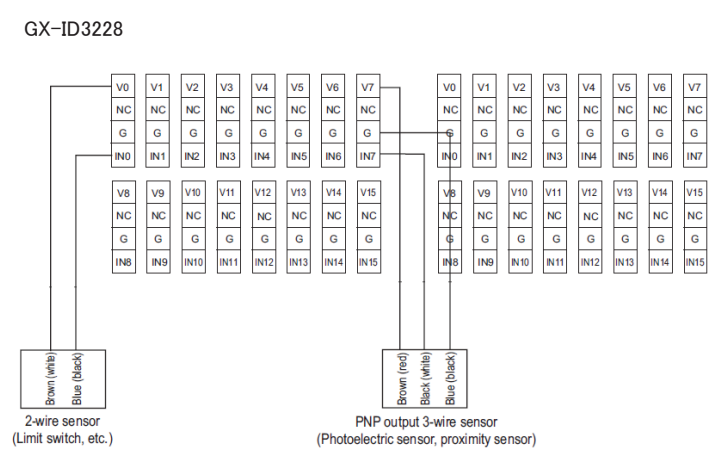 GX-ID3228
V0 V1 V2 V3 V4 V5 V6 V7 V0 V1 V2 V3 V4 V5 V6 V7
NC NC NC NC NC NC NC NC NC NC NC NC NC NC NC NC
G G G G G G G G G G G G G G G G
IN0 IN1 IN2 IN3 IN4 IN5 IN6 IN7 IN0 IN1 IN2 IN3 IN4 IN5 IN6 IN7
V8 V9 V10 V11 V12 V13 V14 V15 V8 V9 V10 V11 V12 V13 V14 V15
NC NC NC NC NC NC NC NC NC NC NC NC NC NC NC NC
G G G G G G G G G G G G G G G G
IN8 IN9 IN10 IN11 IN12 IN13 IN14 IN15 IN8 IN9 IN10 IN11 IN12 IN13 IN14 IN15
Brown (white)
Blue (black)
Brown (red)
Black (white)
Blue (black)
2-wire sensor
(Limit switch, etc.)
PNP output 3-wire sensor
(Photoelectric sensor, proximity sensor)